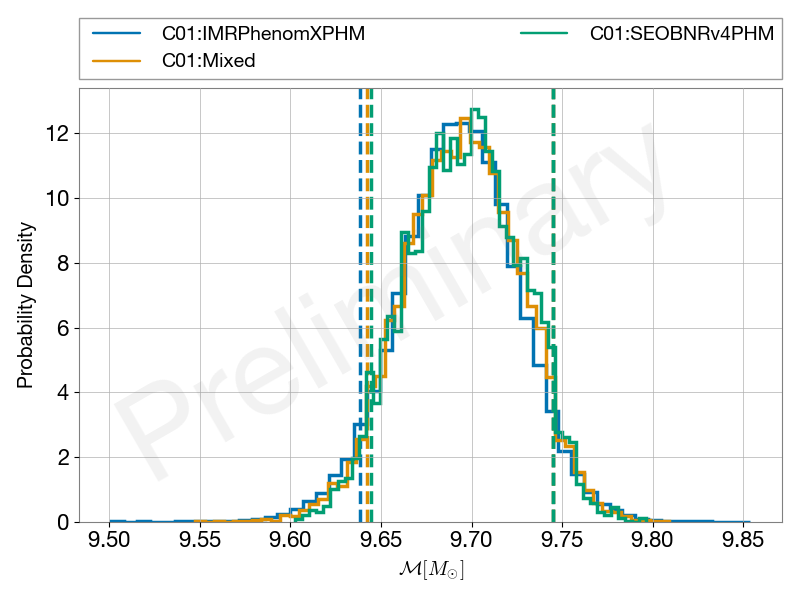 C01:IMRPhenomXPHM
C01:SEOBNRv4PHM
C01:Mixed
Preliminary
Probability Density
12
10
8
6
4
2
0
9.50 9.55 9.60 9.65 9.70 9.75 9.80 9.85
ℳ[M⊙]